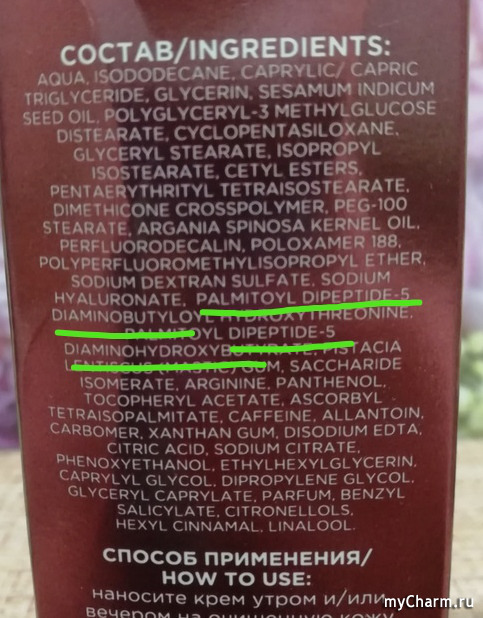 СОСТАВ/INGREDIENTS:
AQUA, ISODODECANE, CAPRYLIC/ CAPRIC
TRIGLYCERIDE, GLYCERIN, SESAMUM INDICUM
SEED OIL, POLYGLYCERYL-3 METHYLGLUCOSE
DISTEARATE, CYCLOPENTASILOXANE,
GLYCERYL STEARATE, ISOPROPYL
ISOSTEARATE, CETYL ESTERS,
PENTAERYTHRITYL TETRAISOSTEARATE,
DIMETHICONE CROSSPOLYMER, PEG-100
STEARATE, ARGANIA SPINOSA KERNEL OIL,
PERFLUORODECALIN, POLOXAMER 188,
POLYPERFLUOROMETHYLISOPROPYL ETHER,
SODIUM DEXTRAN SULFATE, SODIUM
HYALURONATE, PALMITOYL DIPEPTIDE-5
DIAMINOBUTYLOYL HYDROXYTHREONINE,
PALMITOYL DIPEPTIDE-5
DIAMINOHYDROXYBUTYRATE, PISTACIA
LENTISCUS (MASTIC) GUM, SACCHARIDE
ISOMERATE, ARGININE, PANTHENOL,
TOCOPHERYL ACETATE, ASCORBYL
TETRAISOPALMITATE, CAFFEINE, ALLANTOIN,
CARBOMER, XANTHAN GUM, DISODIUM EDTA,
CITRIC ACID, SODIUM CITRATE,
PHENOXYETHANOL, ETHYLHEXYLGLYCERIN,
CAPRYLYL GLYCOL, DIPROPYLENE GLYCOL,
GLYCERYL CAPRYLATE, PARFUM, BENZYL
SALICYLATE, CITRONELLOLS,
HEXYL CINNAMAL, LINALOOL.
СПОСОБ ПРИМЕНЕНИЯ/
HOW TO USE:
наносите крем утром и/или
вечером на очищенную кожу
myCharm.ru